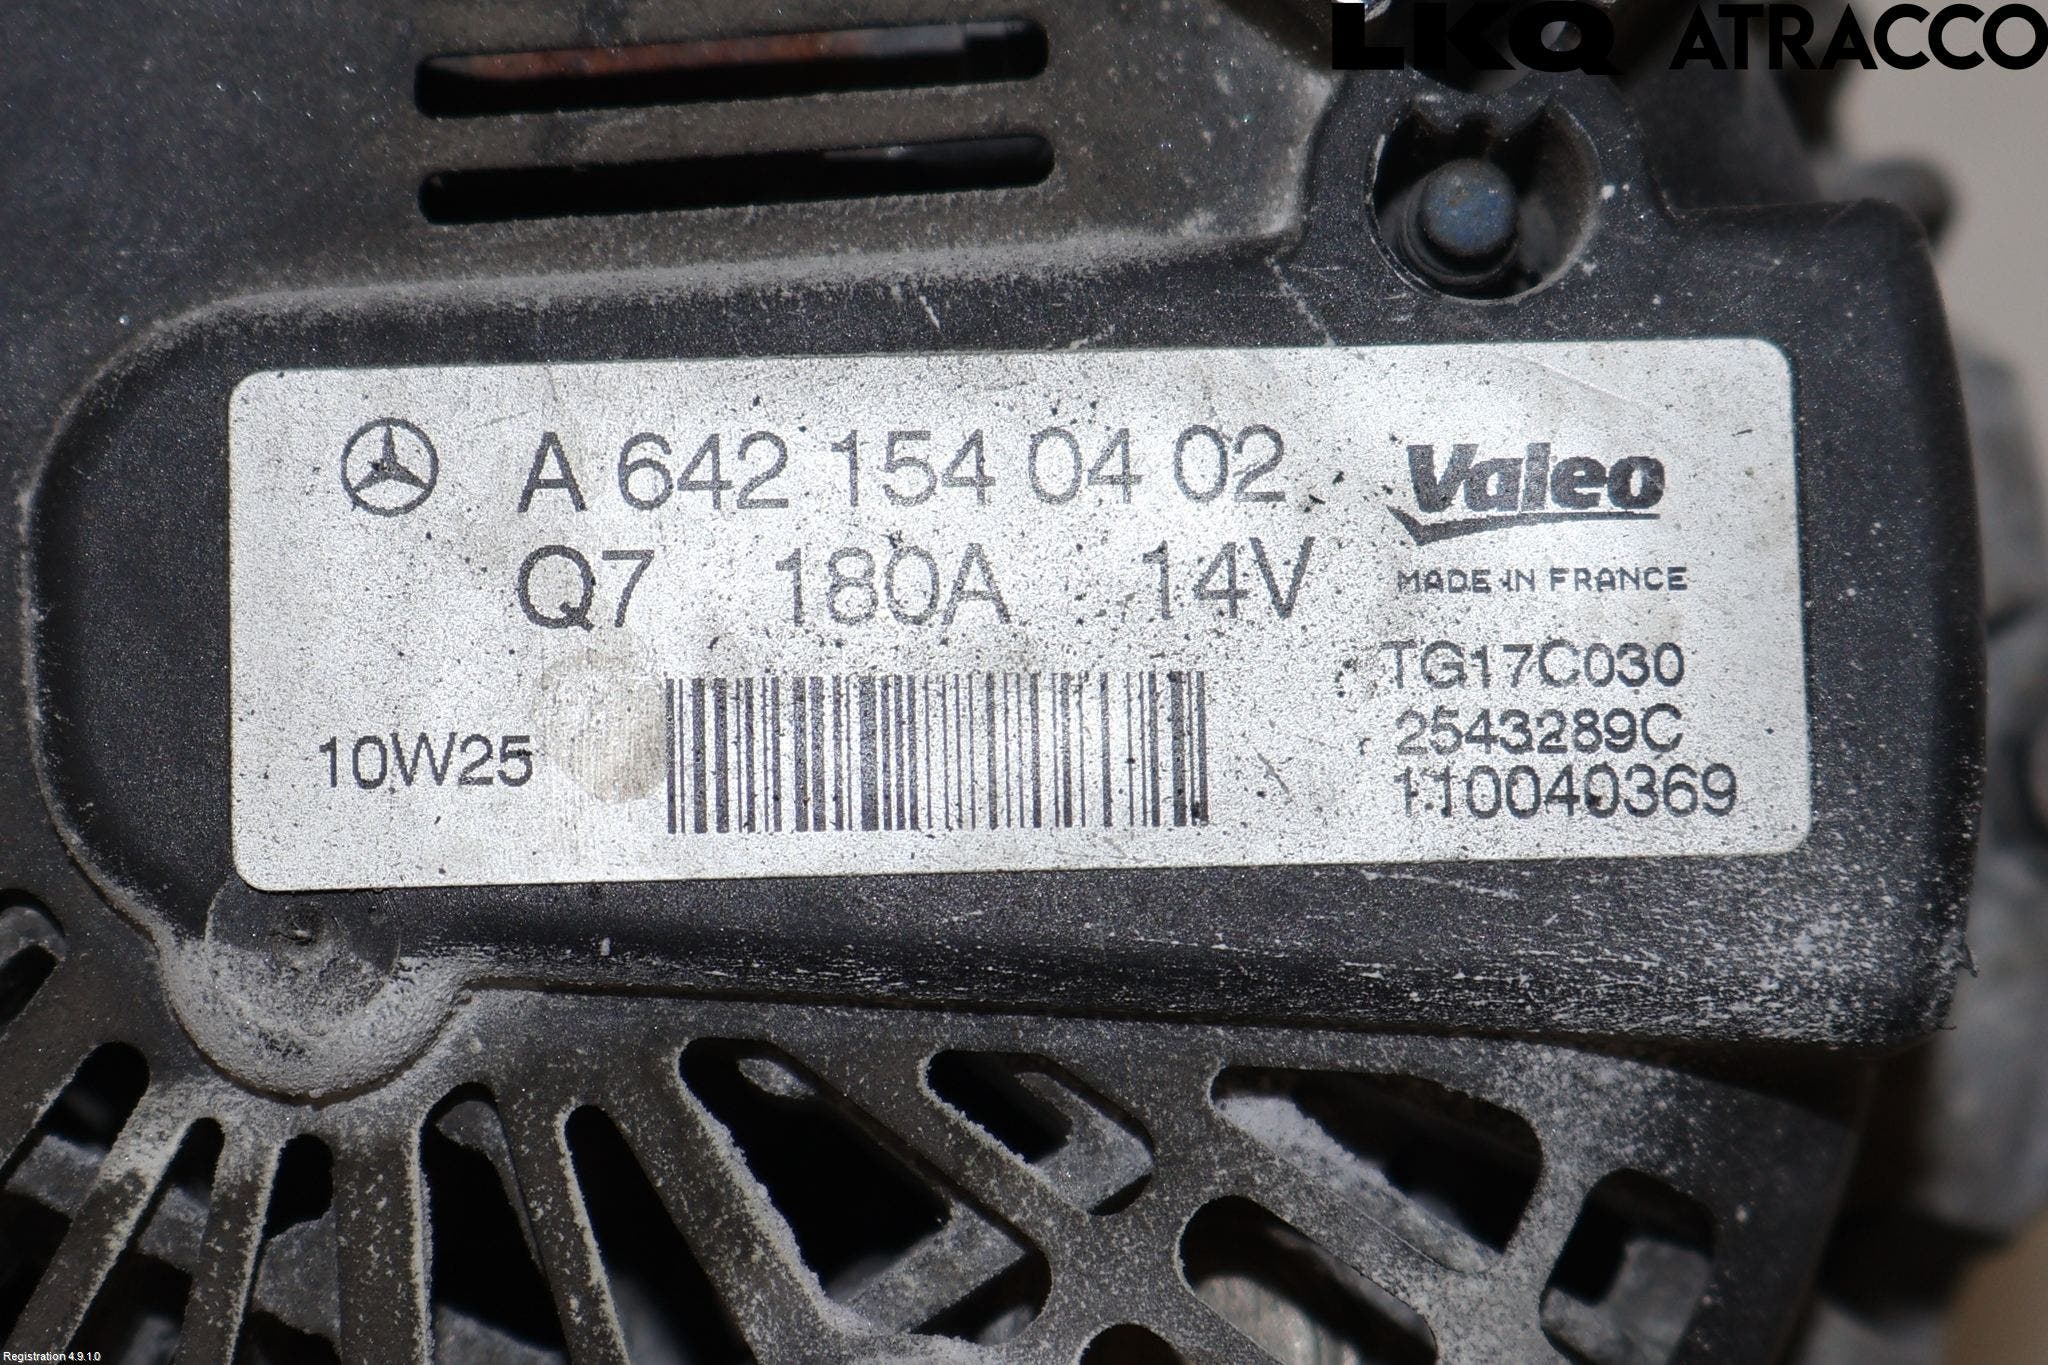 LKQ ATRACCO
A 642 154 04 02
Q7 180A 14V
Valeo
MADE IN FRANCE
TG17C030
2543289C
110040369
10W25
Registration 4.9.1.0